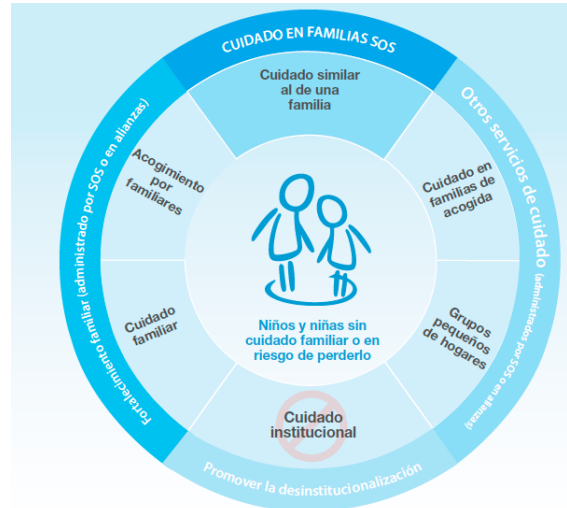 CUIDADO EN FAMILIAS SOS
Cuidado similar
al de una
familia
Otros servicios de cuidado (administrados por SOS o en alianzas)
Cuidado en
familias de
acogida
Grupos
pequeños
de hogares
Promover la desinstitucionalización
Cuidado
institucional
Fortalecimiento familiar (administrado por SOS o en alianzas)
Cuidado
familiar
Acogimiento
por
familiares
Niños y niñas sin
cuidado familiar o en
riesgo de perderlo